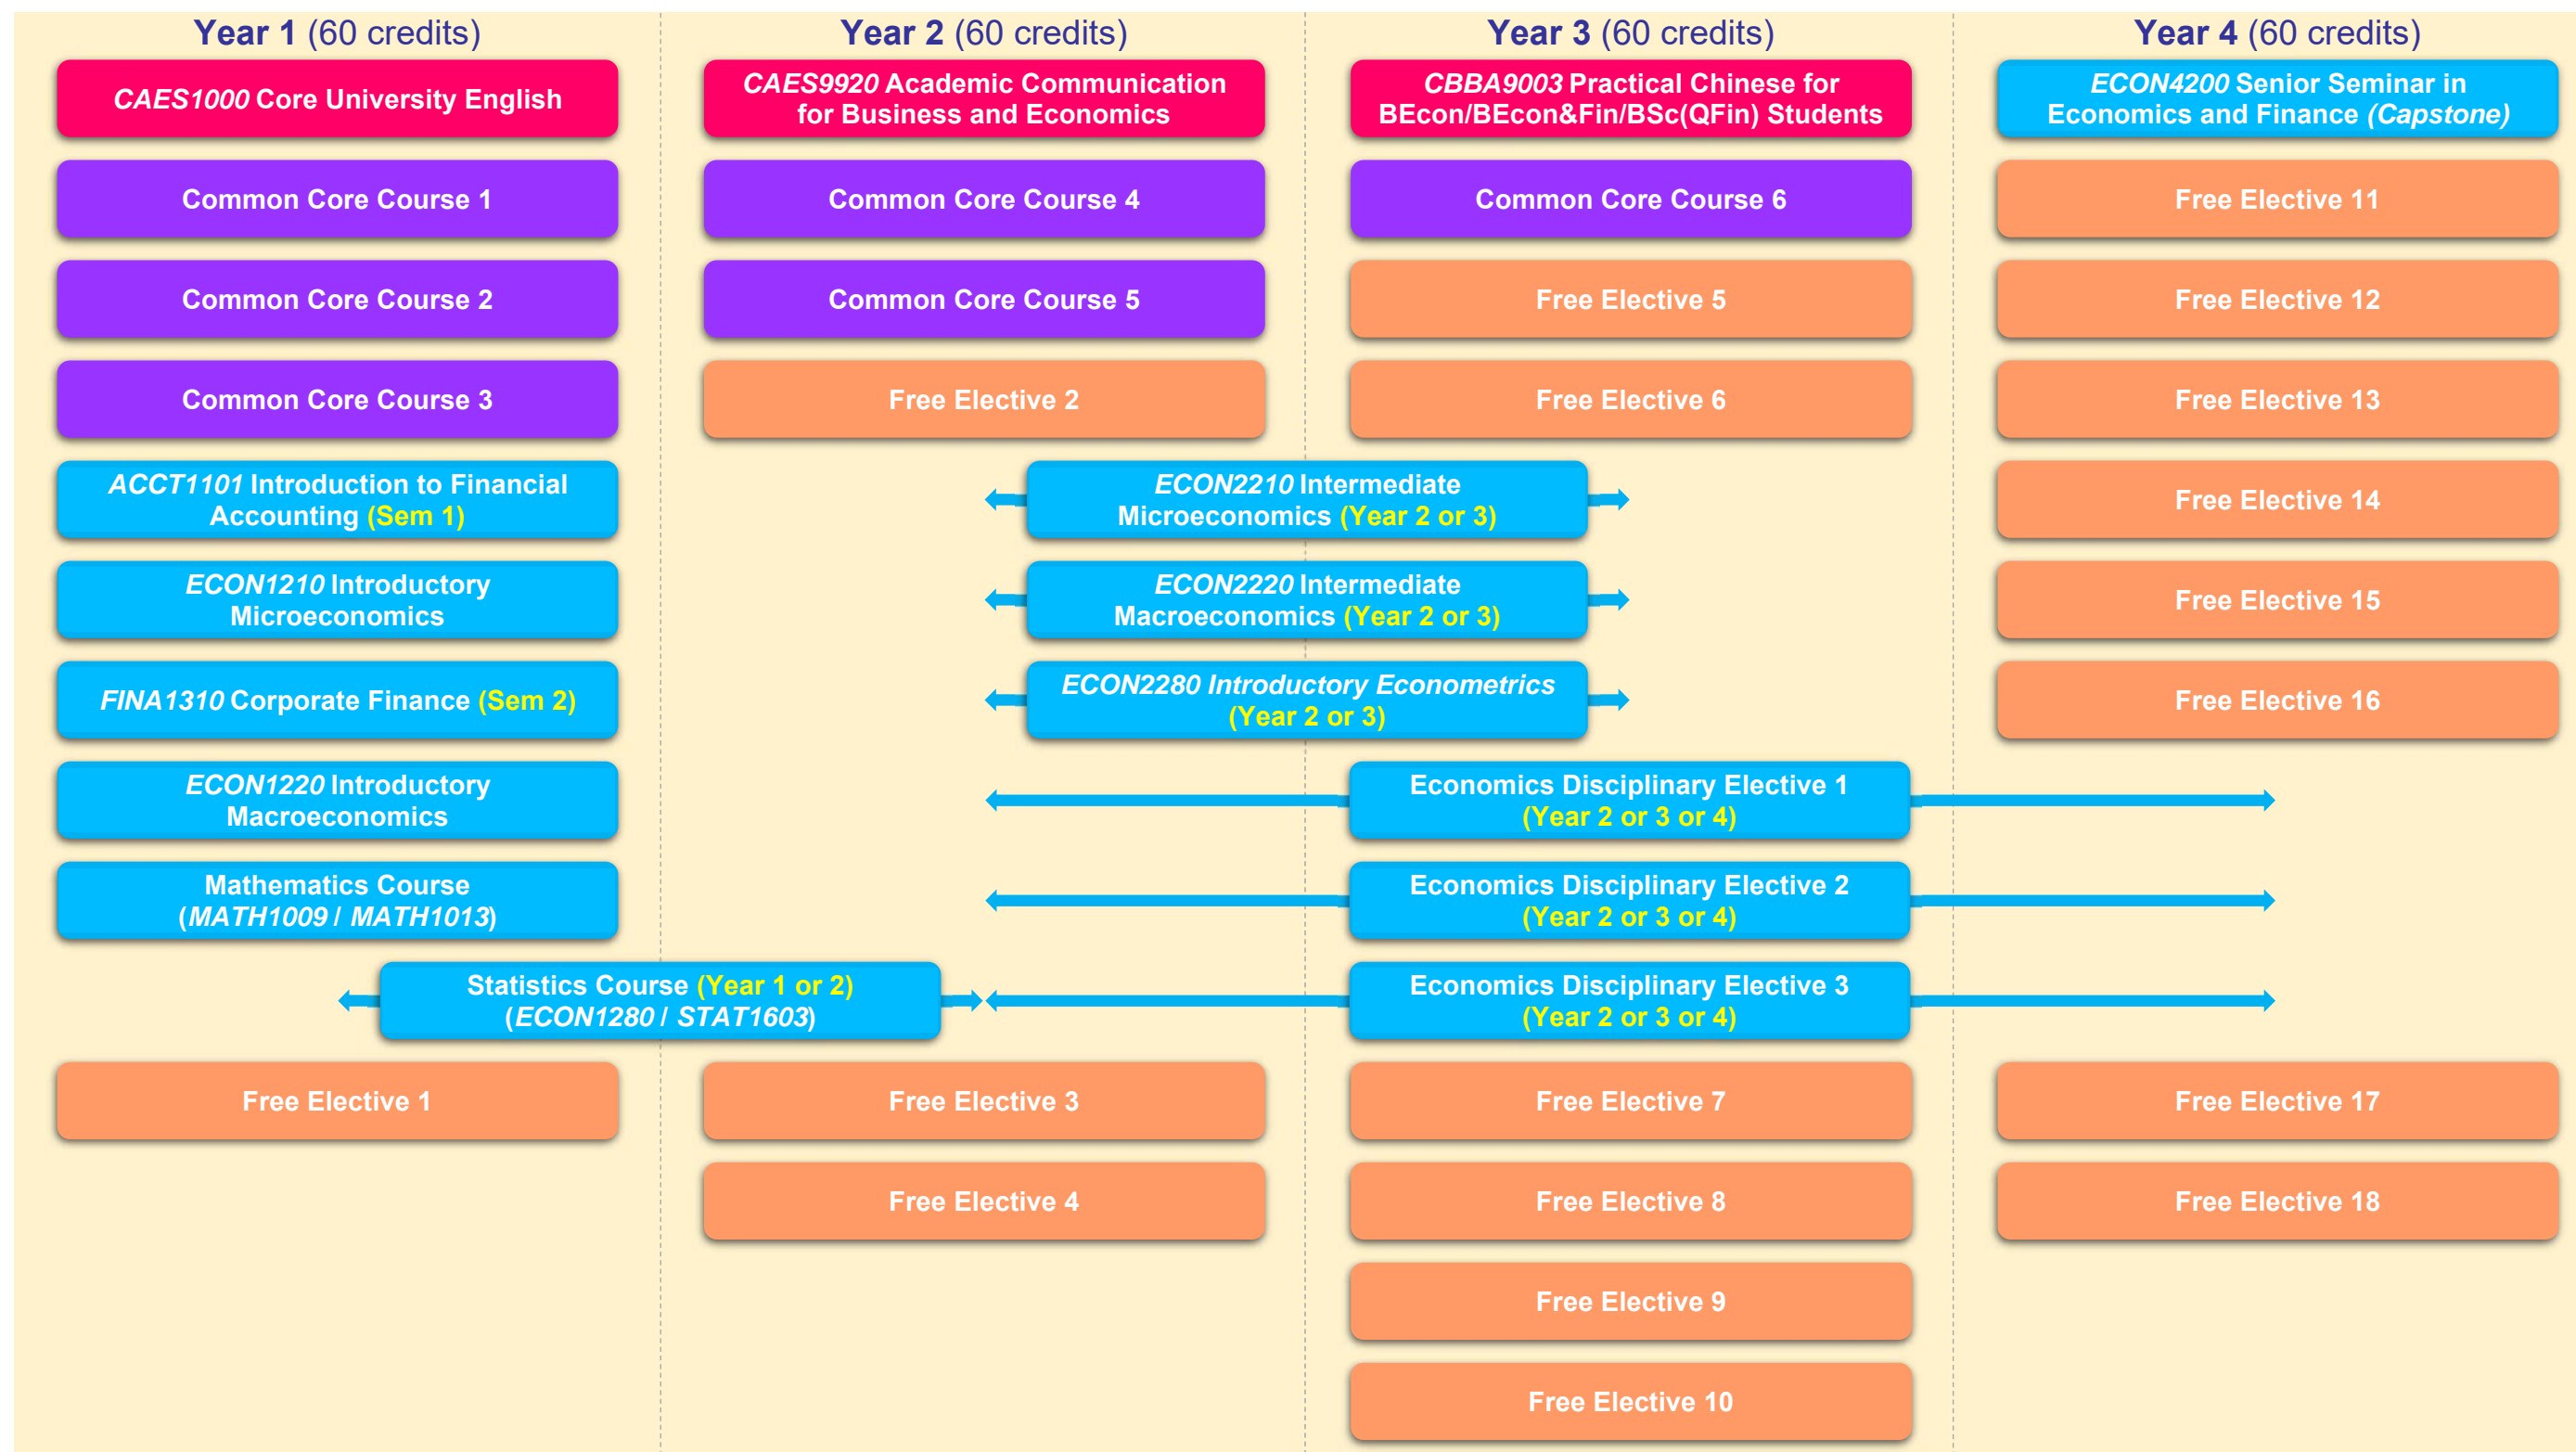 Year 1 (60 credits)
CAES1000 Core University English
Common Core Course 1
Common Core Course 2
Common Core Course 3
ACCT1101 Introduction to Financial
Accounting (Sem 1)
ECON1210 Introductory
Microeconomics
FINA1310 Corporate Finance (Sem 2)
ECON1220 Introductory
Macroeconomics
Mathematics Course
(MATH1009 / MATH1013)
Statistics Course (Year 1 or 2)
(ECON1280 / STAT1603)
Free Elective 1
Year 2 (60 credits)
CAES9920 Academic Communication
for Business and Economics
Common Core Course 4
Common Core Course 5
Free Elective 2
ECON2210 Intermediate
Microeconomics (Year 2 or 3)
ECON2220 Intermediate
Macroeconomics (Year 2 or 3)
ECON2280 Introductory Econometrics
(Year 2 or 3)
Free Elective 3
Free Elective 4
Year 3 (60 credits)
CBBA9003 Practical Chinese for
BEcon/BEcon&Fin/BSc(QFin) Students
Common Core Course 6
Free Elective 5
Free Elective 6
Economics Disciplinary Elective 1
(Year 2 or 3 or 4)
Economics Disciplinary Elective 2
(Year 2 or 3 or 4)
Economics Disciplinary Elective 3
(Year 2 or 3 or 4)
Free Elective 7
Free Elective 8
Free Elective 9
Free Elective 10
Year 4 (60 credits)
ECON4200 Senior Seminar in
Economics and Finance (Capstone)
Free Elective 11
Free Elective 12
Free Elective 13
Free Elective 14
Free Elective 15
Free Elective 16
Free Elective 17
Free Elective 18